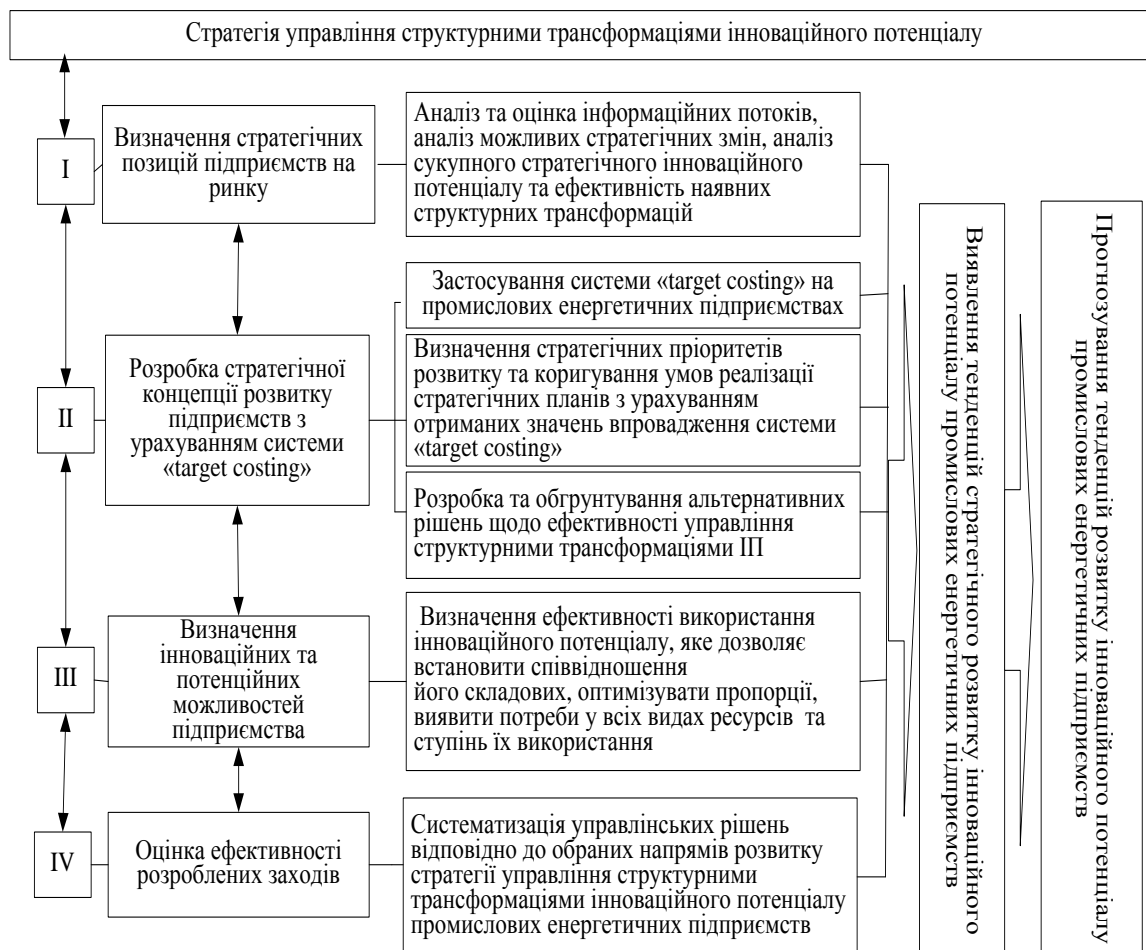 Стратегія управління структурними трансформаціями інноваційного потенціалу
I
Визначення стратегічних
позицій підприємств на
ринку
Аналіз та оцінка інформаційних потоків,
аналіз можливих стратегічних змін, аналіз
сукупного стратегічного інноваційного
потенціалу та ефективність наявних
структурних трансформацій
II
Розробка стратегічної
концепції розвитку
підприємств з
урахуванням системи
«target costing»
Застосування системи «target costing» на
промислових енергетичних підприємствах
Визначення стратегічних пріоритетів
розвитку та коригування умов реалізації
стратегічних планів з урахуванням
отриманих значень впровадження системи
«target costing»
Розробка та обгрунтування альтернативних
рішень щодо ефективності управління
структурними трансформаціями ІП
III
Визначення
інноваційних та
потенційних
можливостей
підприємства
Визначення ефективності використання
інноваційного потенціалу, яке дозволяє
встановити співвідношення
його складових, оптимізувати пропорції,
виявити потреби у всіх видах ресурсів та
ступінь їх використання
IV
Оцінка ефективності
розроблених заходів
Систематизація управлінських рішень
відповідно до обраних напрямів розвитку
стратегії управління структурними
трансформаціями інноваційного потенціалу
промислових енергетичних підприємств
Виявлення тенденцій стратегічного розвитку інноваційного
потенціалу промислових енергетичних підприємств
Прогнозування тенденцій розвитку інноваційного потенціалу
промислових енергетичних підприємств